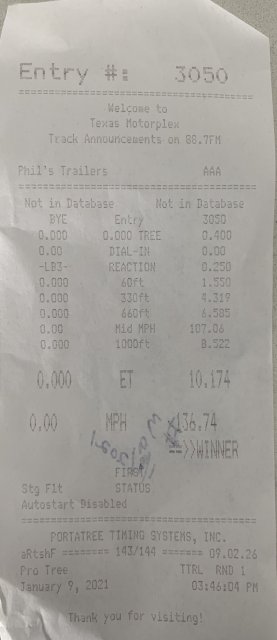 Entry #: 3050
Welcome to
Texas Motorplex
Track Announcements on 88.7FM
Phil's Trailers AAA
Not in Database Not in Database
BYE Entry 3050
0.000 0.000 TREE 0.400
0.00 DIAL-IN 0.00
-LB3- REACTION 0.250
0.000 60ft 1.550
0.000 330ft 4.319
0.000 660ft 6.585
0.00 Mid MPH 107.06
0.000 1000ft 8.522
0.000 ET 10.174
0.00 MPH 136.74
==>>WINNER
FIRST
Stg Flt STATUS
Autostart Disabled
PORTATREE TIMING SYSTEMS, INC.
aRtshF ======== 143/144 ======= 09.02.26
Pro Tree TTRL RND 1
January 9, 2021 03:46:04 PM
Thank you for visiting!